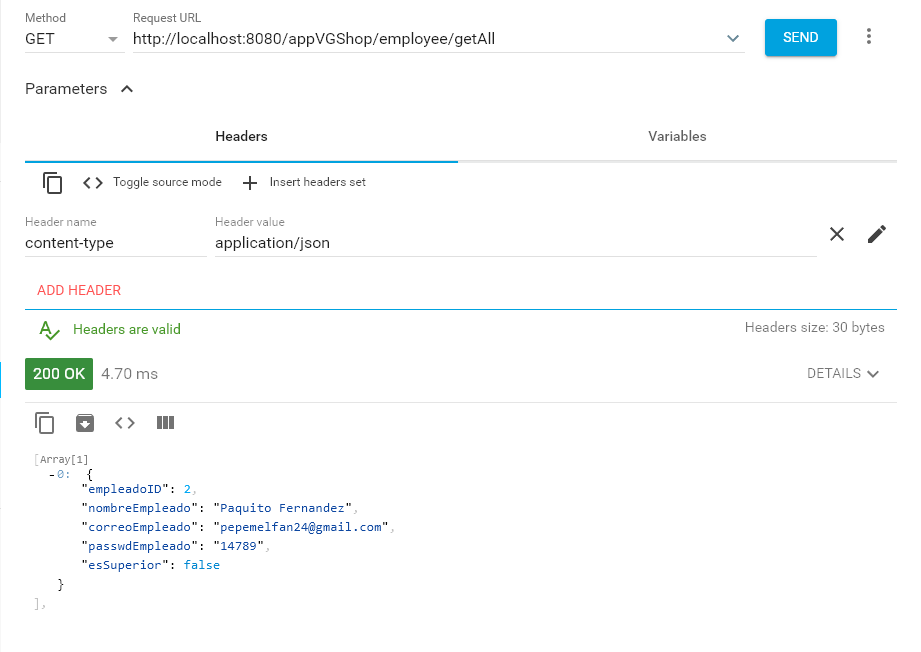 Method Request URL
GET http://localhost:8080/appVGShop/employee/getAll SEND
Parameters
Headers Variables
Toggle source mode Insert headers set
Header name Header value
content-type application/json
ADD HEADER
Headers are valid Headers size: 30 bytes
200 OK 4.70 ms DETAILS
[Array[1]
-0: {
"empleadoID": 2,
"nombreEmpleado": "Paquito Fernandez",
"correoEmpleado": "pepemelfan24@gmail.com",
"passwdEmpleado": "14789",
"esSuperior": false
}
],